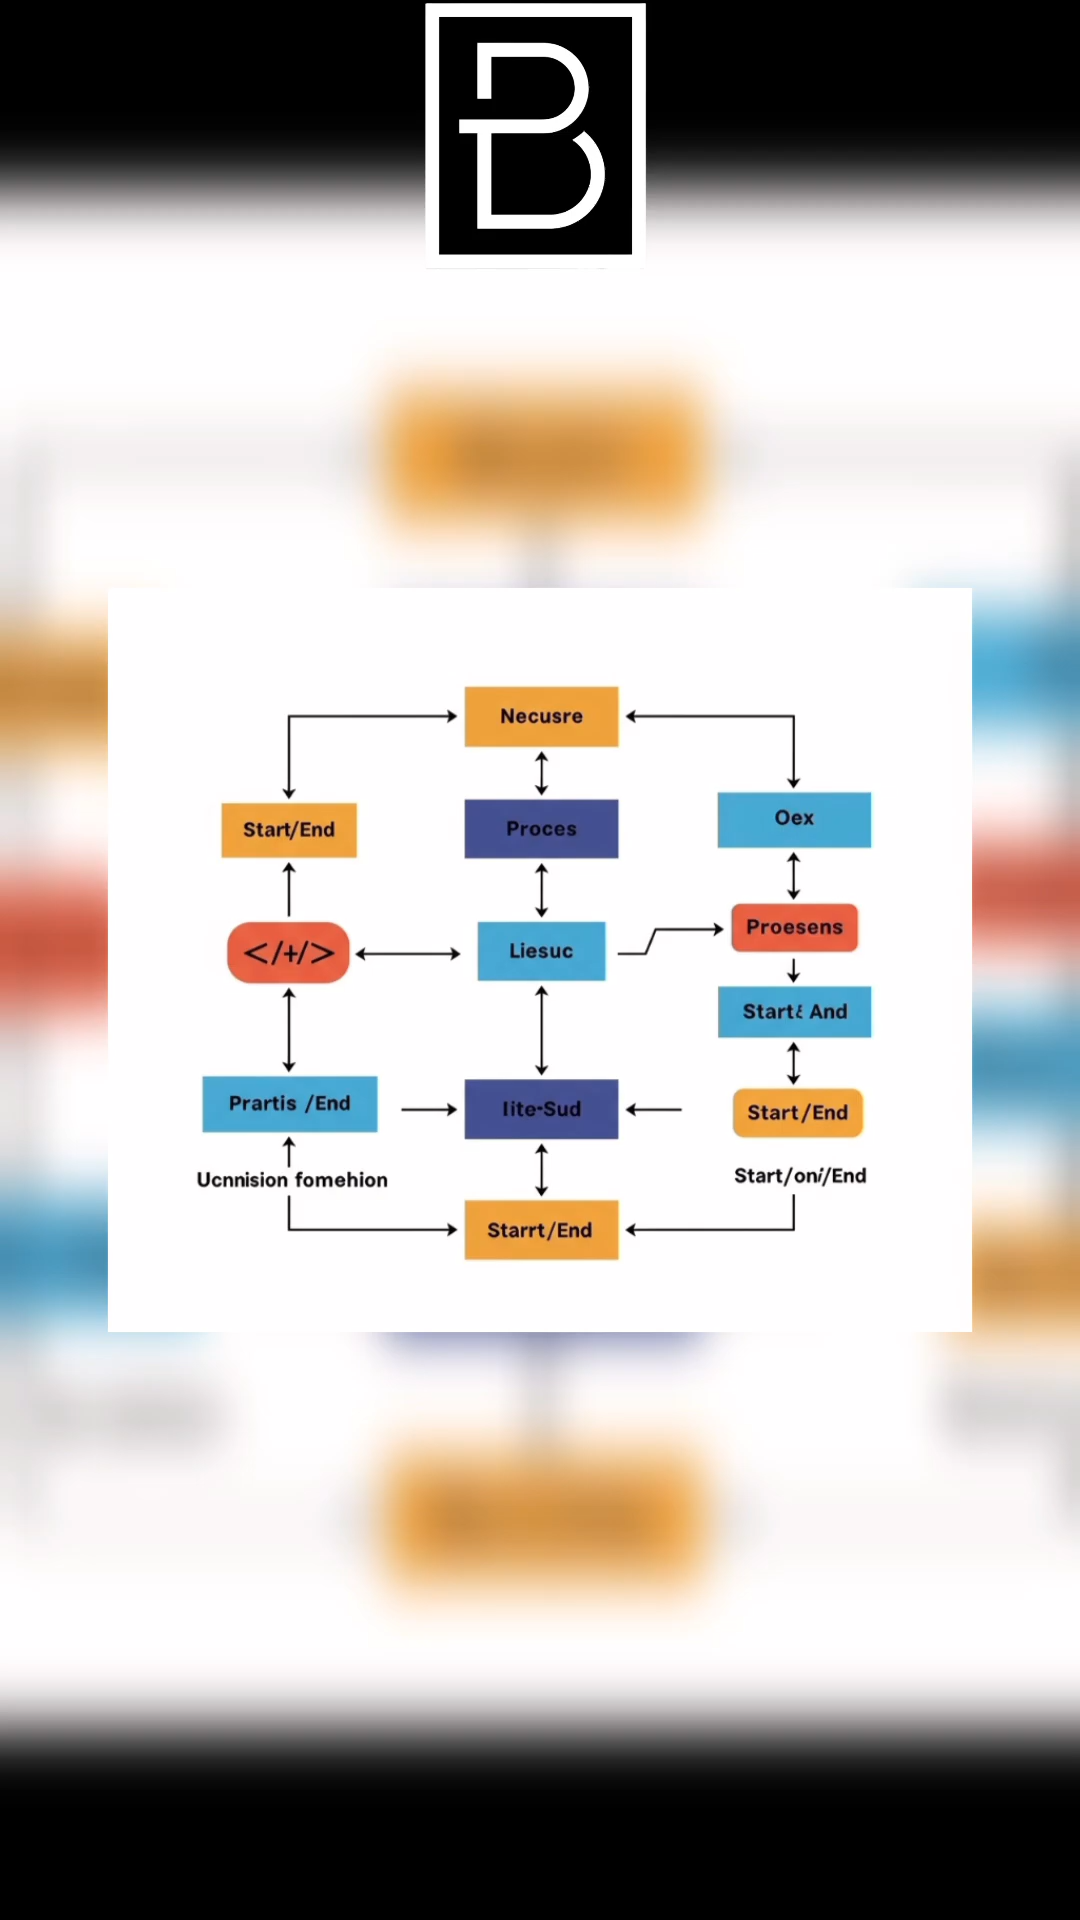 B
Necusre
Start/End
Proces
Oex
</+/>
Liesuc
Proesens
Start& And
Prartis /End
Iite-Sud
Start/End
Ucnnision fomehion
Start/oni/End
Starrt/End